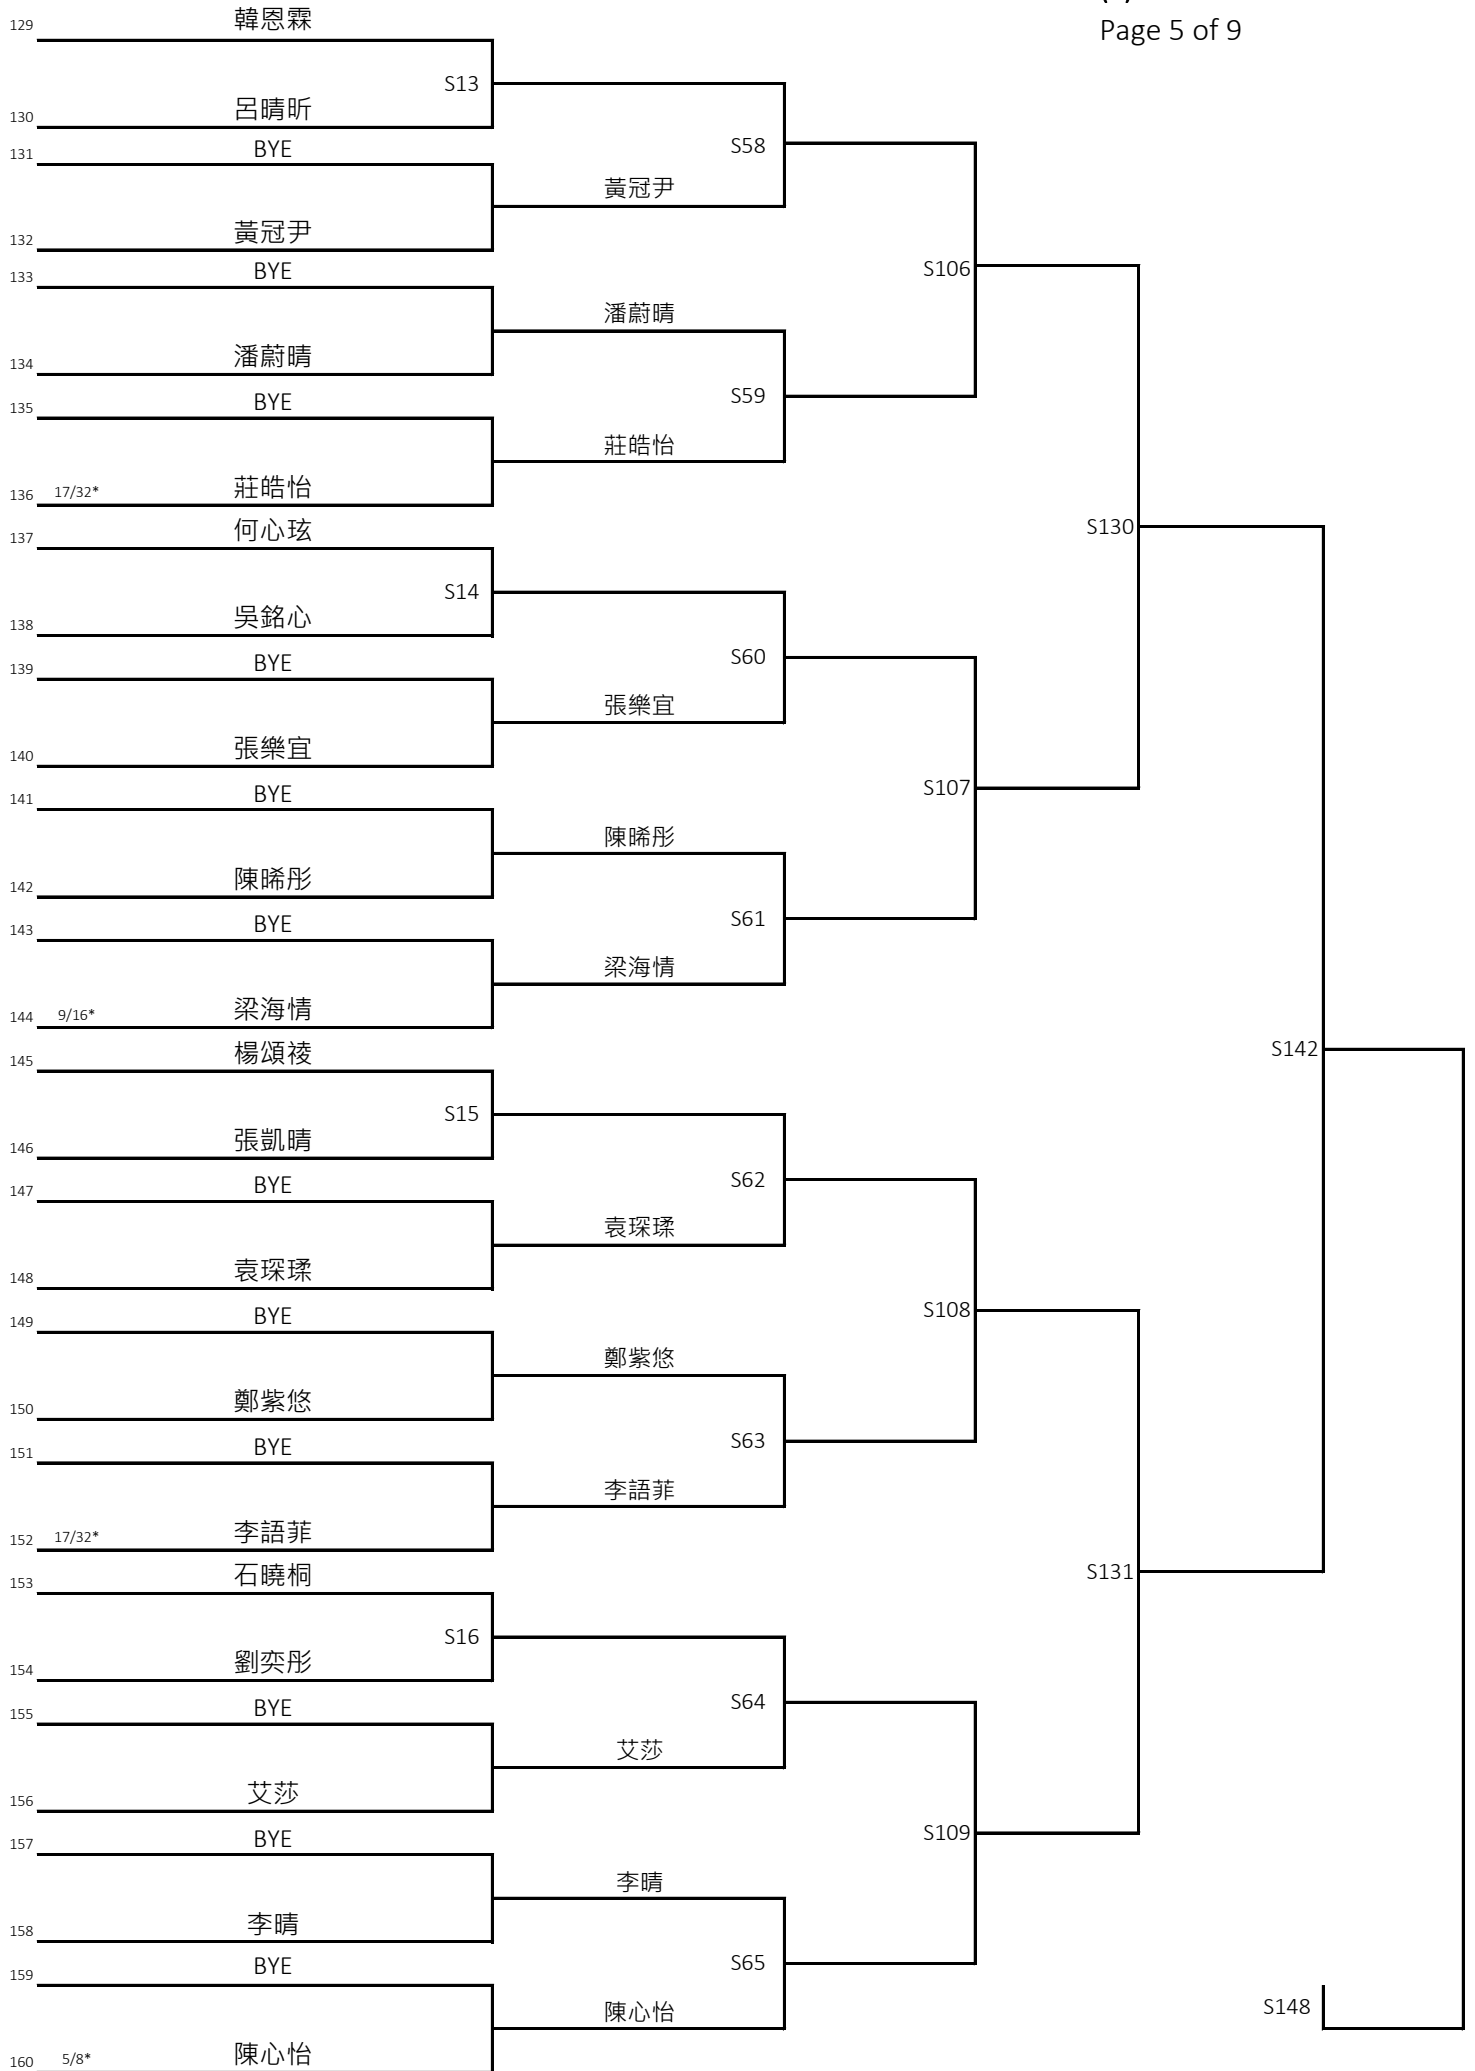 Page 5 of 9
129 韓恩霖
S13
130 呂晴昕
131 BYE
S58
黃冠尹
132 黃冠尹
133 BYE
S106
潘蔚晴
134 潘蔚晴
135 BYE
S59
莊皓怡
136 17/32* 莊皓怡
137 何心玹
S130
S14
138 吳銘心
139 BYE
S60
張樂宜
140 張樂宜
141 BYE
S107
陳晞彤
142 陳晞彤
143 BYE
S61
梁海情
144 9/16* 梁海情
145 楊頌祾
S142
S15
146 張凱晴
147 BYE
S62
袁琛瑈
148 袁琛瑈
149 BYE
S108
鄭紫悠
150 鄭紫悠
151 BYE
S63
李語菲
152 17/32* 李語菲
153 石曉桐
S131
S16
154 劉奕彤
155 BYE
S64
艾莎
156 艾莎
157 BYE
S109
李晴
158 李晴
159 BYE
S65
S148
陳心怡
160 5/8* 陳心怡